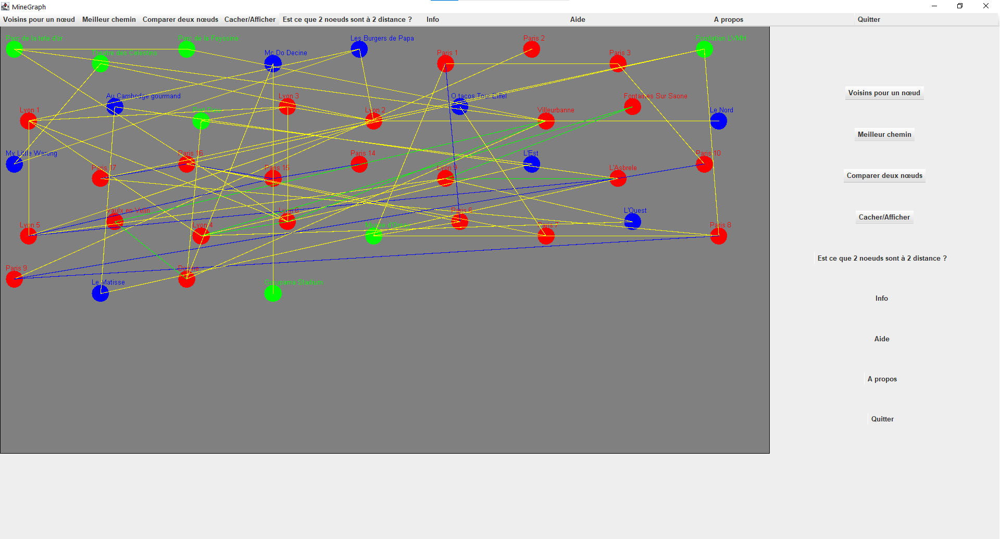 MineGraph
Voisins pour un nœud Meilleur chemin Comparer deux nœuds Cacher/Afficher Est ce que 2 noeuds sont à 2 distance ? Info Aide A propos Quitter
Parc de la tete d'or Parc de la Feyssine Les Burgers de Papa Paris 2 Fondation LVMH
Theatre des Celestins Mc Do Decine Paris 1 Paris 3
Au Cambodge gourmand Lyon 3 O tacos Tour Eiffel Fontaines Sur Saone
Lyon 1 Part Dieu Lyon 2 Villeurbanne Le Nord
My Little Warung Paris 16 Paris 14 L'Est Paris 10
Paris 17 Paris 15 Lyon 9 L'Asbrele
Vaulx en Velin Paris 6 L'Ouest
Lyon 5 Lyon 4 Musee d'Orsay Paris 7 Paris 8
Paris 9 Decine
Le Matisse Groupama Stadium
Voisins pour un nœud
Meilleur chemin
Comparer deux nœuds
Cacher/Afficher
Est ce que 2 noeuds sont à 2 distance ?
Info
Aide
A propos
Quitter